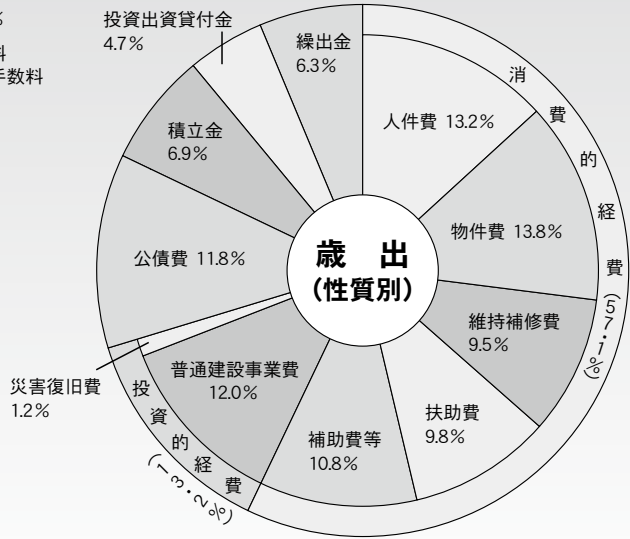 %
料
手数料
投資出資貸付金
4.7%
繰出金
6.3%
消費的経費(57・1%)
人件費 13.2%
積立金
6.9%
物件費 13.8%
公債費 11.8%
歳 出
(性質別)
維持補修費
9.5%
災害復旧費
1.2%
普通建設事業費
12.0%
扶助費
9.8%
補助費等
10.8%
投資的経費
(13・2%)